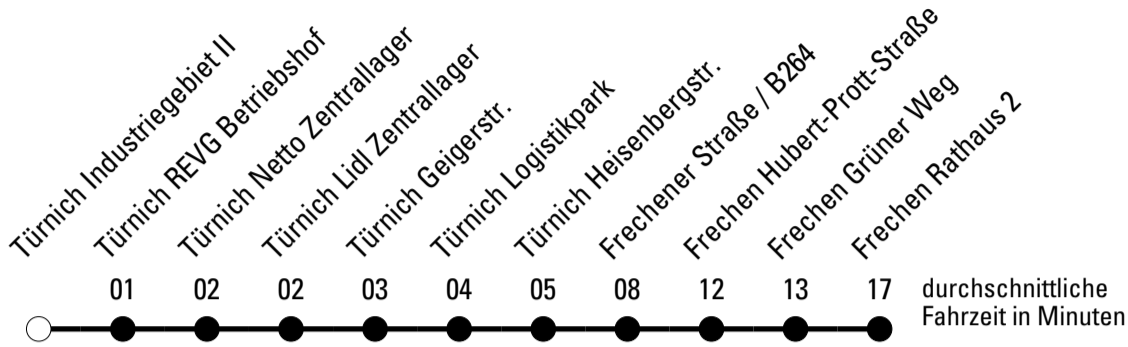 Türnich Industriegebiet II
Türnich REVG Betriebshof
Türnich Netto Zentrallager
Türnich Lidl Zentrallager
Türnich Geigerstr.
Türnich Logistikpark
Türnich Heisenbergstr.
Frechener Straße / B264
Frechen Hubert-Prott-Straße
Frechen Grüner Weg
Frechen Rathaus 2
01 02 02 03 04 05 08 12 13 17
durchschnittliche
Fahrzeit in Minuten